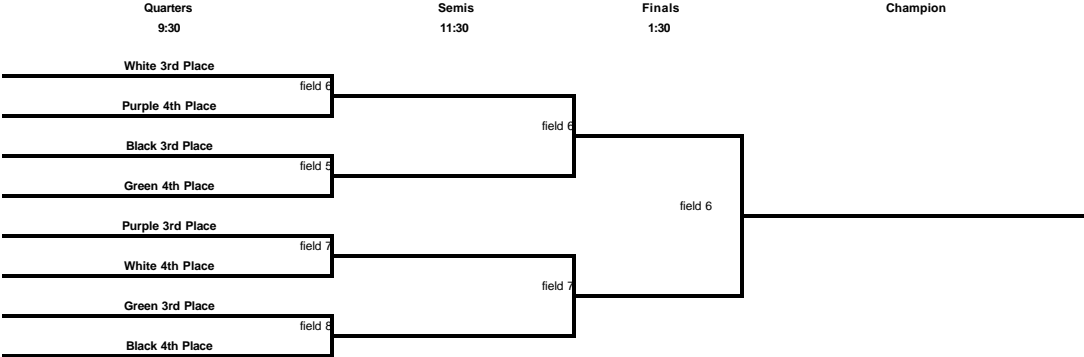 Quarters Semis Finals Champion
9:30 11:30 1:30
White 3rd Place
field 6
Purple 4th Place
field 6
Black 3rd Place
field 5
Green 4th Place
field 6
Purple 3rd Place
field 7
White 4th Place
field 7
Green 3rd Place
field 8
Black 4th Place